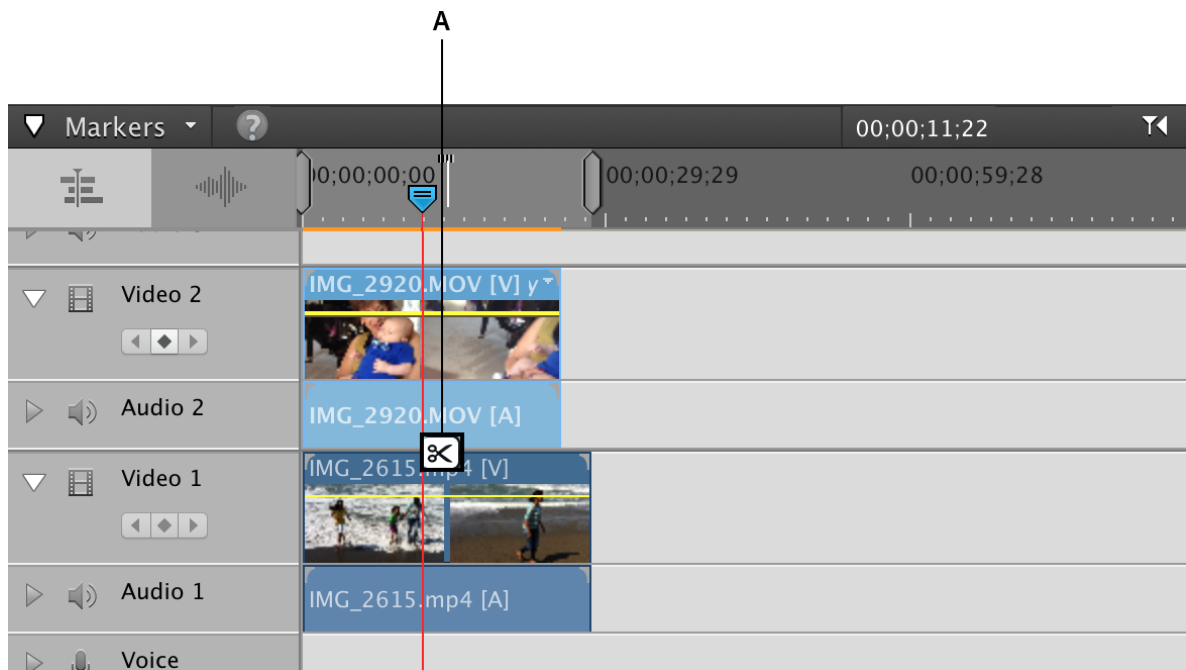 A
Markers
?
00;00;11;22
00;00;00;00
00;00;29;29
00;00;59;28
Video 2
IMG_2920.MOV [V] y
Audio 2
IMG_2920.MOV [A]
Video 1
IMG_2615.mp4 [V]
Audio 1
IMG_2615.mp4 [A]
Voice